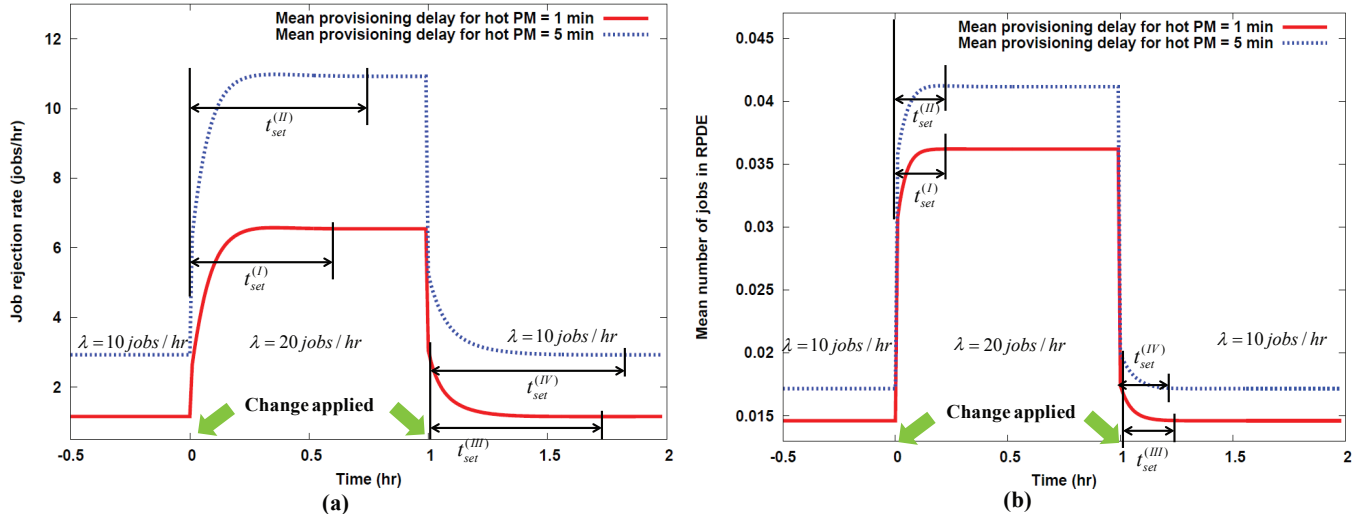 Mean provisioning delay for hot PM = 1 min
Mean provisioning delay for hot PM = 5 min
12
10
8
6
4
2
Job rejection rate (jobs/hr)
t_set^(II)
t_set^(I)
λ = 10 jobs / hr
λ = 20 jobs / hr
λ = 10 jobs / hr
t_set^(IV)
Change applied
t_set^(III)
-0.5
0
0.5
1
1.5
2
Time (hr)
(a)
Mean provisioning delay for hot PM = 1 min
Mean provisioning delay for hot PM = 5 min
0.045
0.04
0.035
0.03
0.025
0.02
0.015
Mean number of jobs in RPDE
t_set^(II)
t_set^(I)
λ = 10 jobs / hr
λ = 20 jobs / hr
λ = 10 jobs / hr
t_set^(IV)
Change applied
t_set^(III)
-0.5
0
0.5
1
1.5
2
Time (hr)
(b)